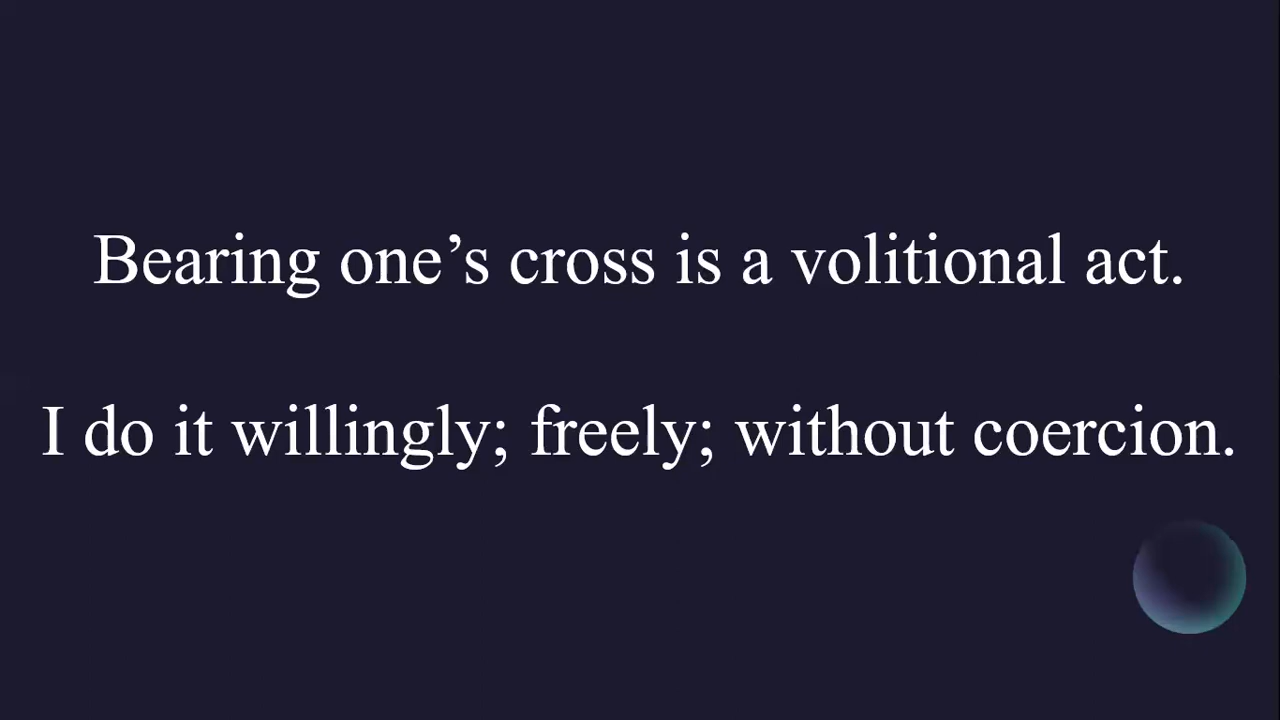 Bearing one’s cross is a volitional act.
I do it willingly; freely; without coercion.